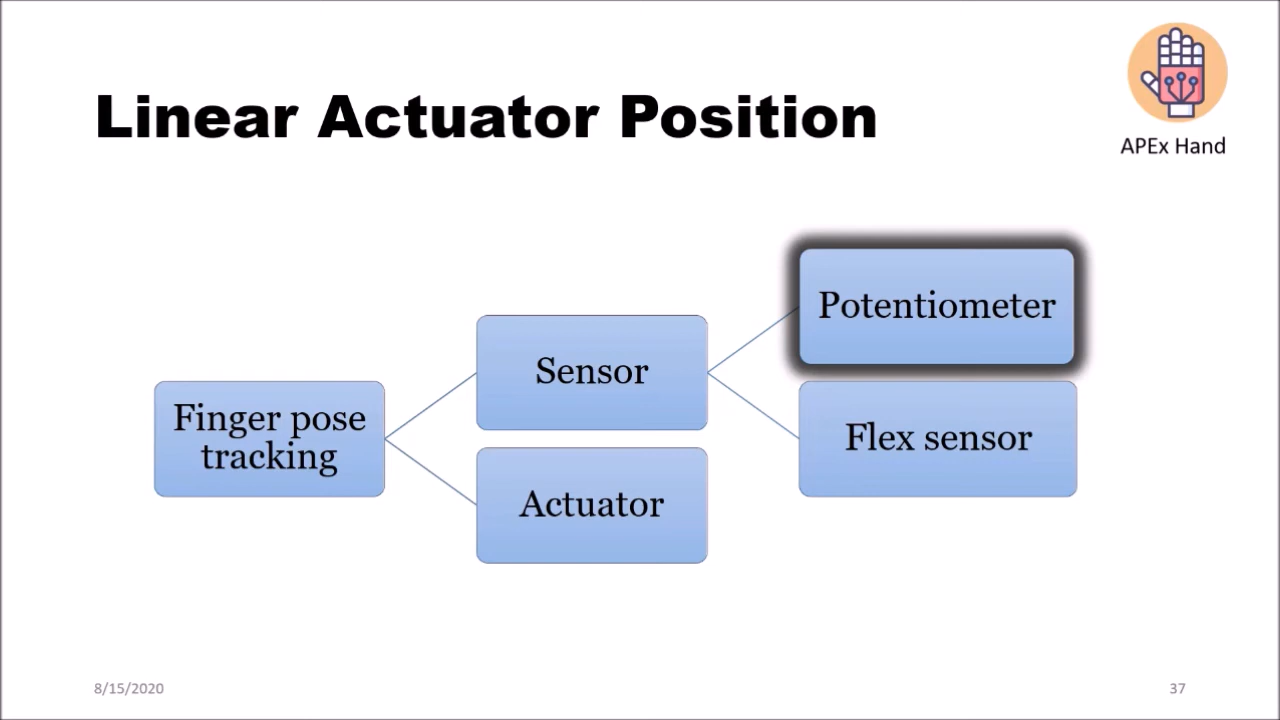 Linear Actuator Position
APEx Hand
Potentiometer
Sensor
Finger pose
tracking
Flex sensor
Actuator
8/15/2020
37